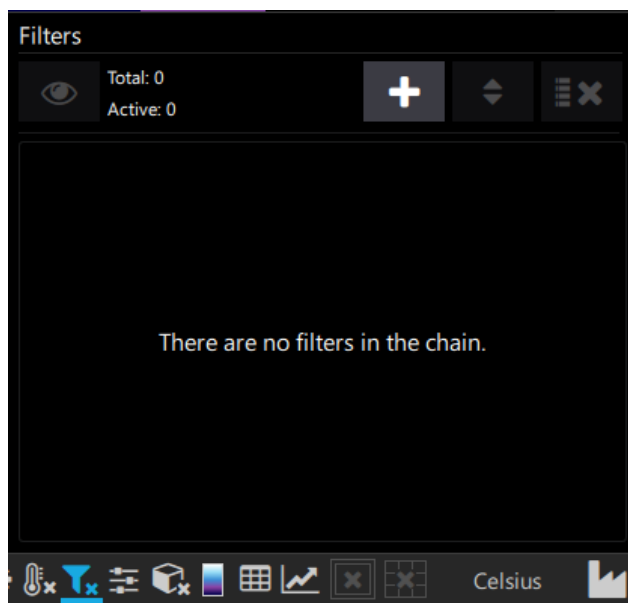 Filters
Total: 0
Active: 0
There are no filters in the chain.
Celsius